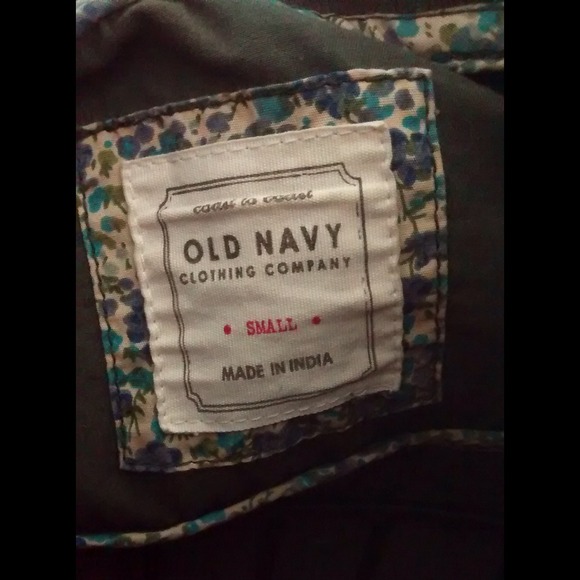 coast to coast
OLD NAVY
CLOTHING COMPANY
• SMALL •
MADE IN INDIA